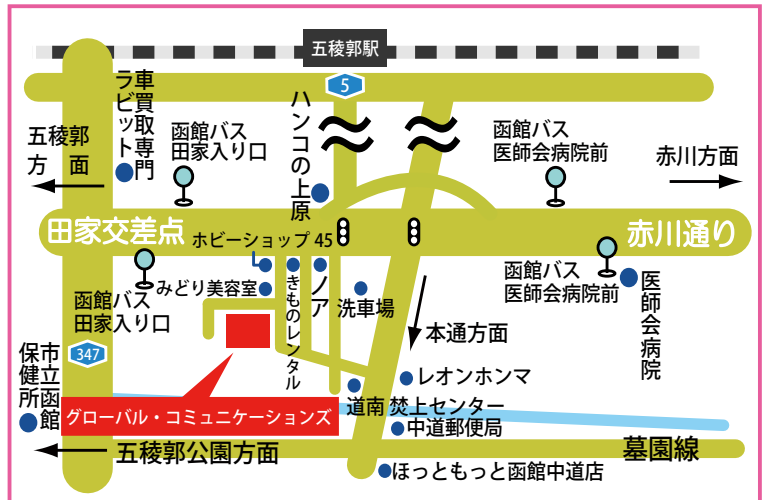 五稜郭駅
5
車買取専門
ラビット
ハンコの上原
函館バス
田家入り口
函館バス
医師会病院前
五稜郭
方　面
赤川方面
田家交差点
ホビーショップ 45
赤川通り
函館バス
田家入り口
みどり美容室
きものレンタル
ノア
洗車場
函館バス
医師会病院前
医師会病院
本通方面
347
市立函館
保健所
レオンホンマ
道南 焚上センター
グローバル・コミュニケーションズ
中道郵便局
五稜郭公園方面
墓園線
ほっともっと函館中道店